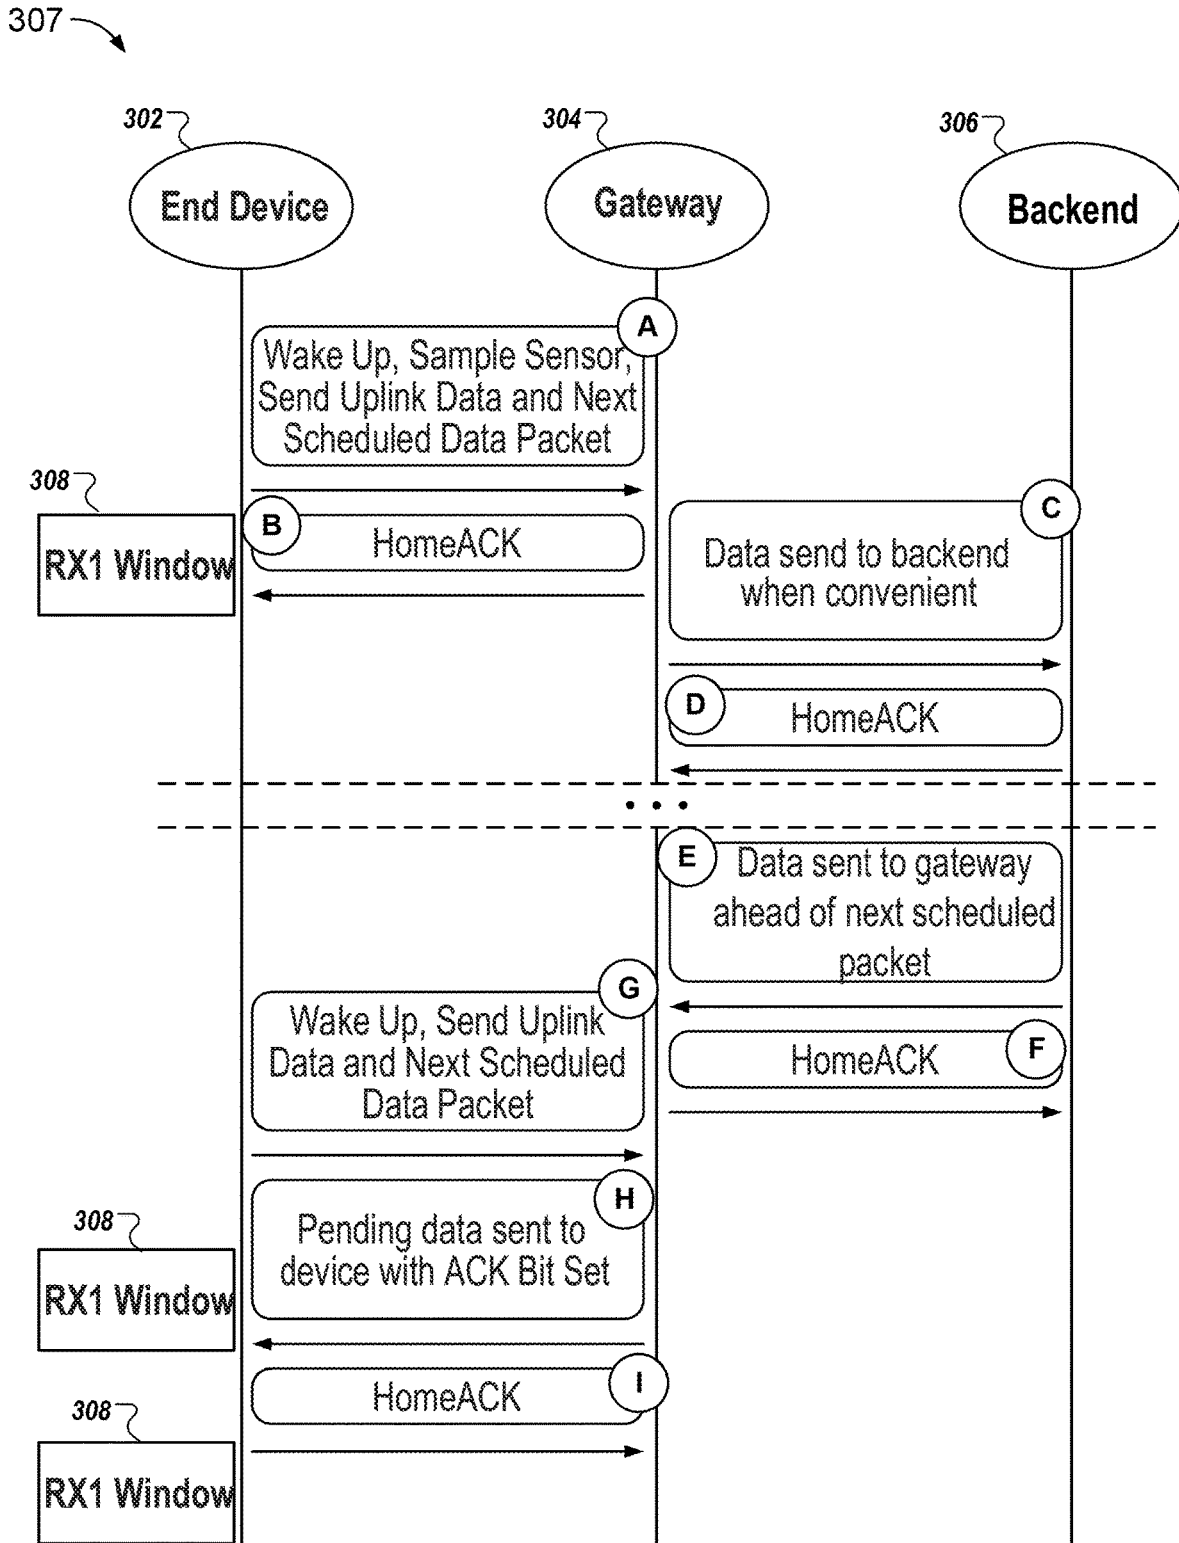 307
302
304
306
End Device
Gateway
Backend
A
Wake Up, Sample Sensor,
Send Uplink Data and Next
Scheduled Data Packet
308
RX1 Window
B
HomeACK
C
Data send to backend
when convenient
D
HomeACK
• • •
E
Data sent to gateway
ahead of next scheduled
packet
G
Wake Up, Send Uplink
Data and Next Scheduled
Data Packet
F
HomeACK
H
Pending data sent to
device with ACK Bit Set
308
RX1 Window
I
HomeACK
308
RX1 Window